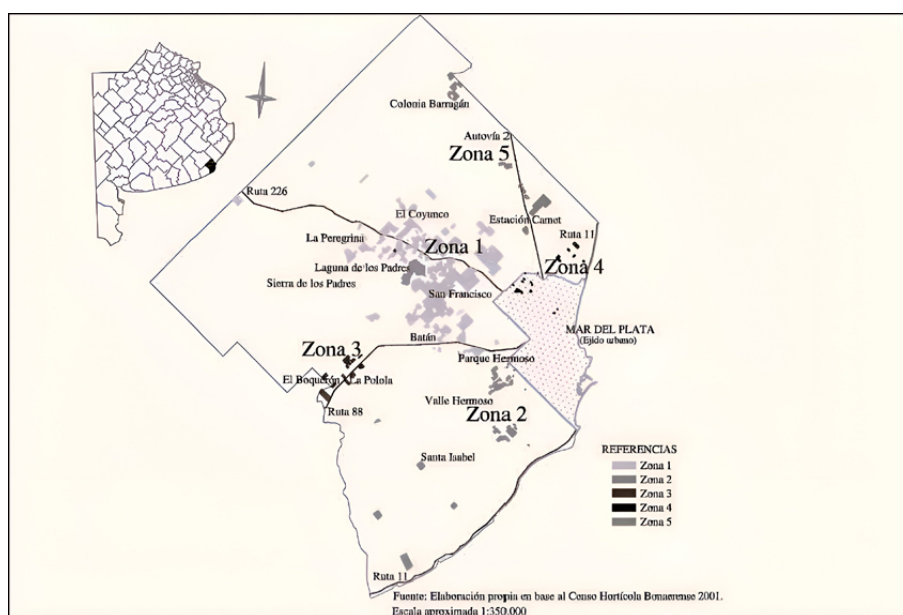 Colonia Barragán
Autovía 2
Zona 5
Ruta 226
El Coyunco
Estación Camet
La Peregrina
Zona 1
Ruta 11
Laguna de los Padres
Zona 4
Sierra de los Padres
San Francisco
MAR DEL PLATA
(Ejido urbano)
Batán
Zona 3
Parque Hermoso
El Boquerón
La Polola
Valle Hermoso
Ruta 88
Zona 2
Santa Isabel
REFERENCIAS
Zona 1
Zona 2
Zona 3
Zona 4
Zona 5
Ruta 11
Fuente: Elaboración propia en base al Censo Hortícola Bonaerense 2001.
Escala aproximada 1:350.000